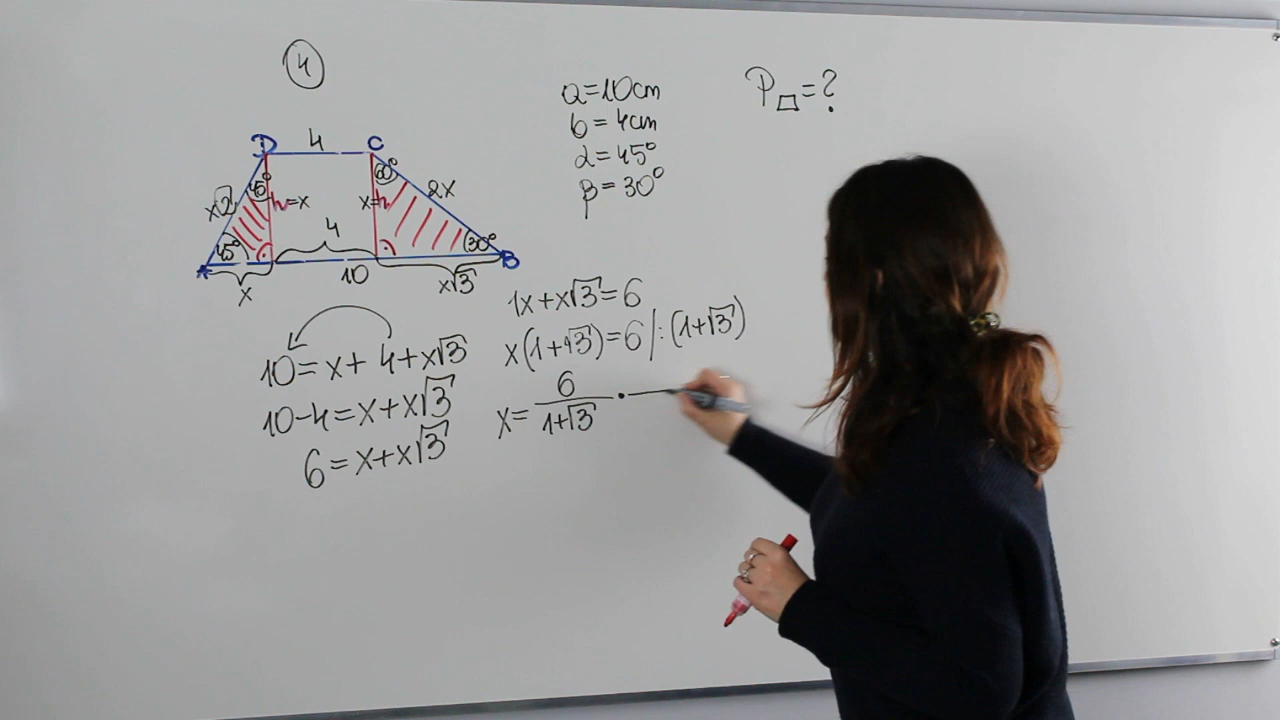 4
a=10cm
b=4cm
α=45°
β=30°
P▱=?
D 4 C
45° 60°
x√2 h=x x=h 2x
4
45° 30°
A 10 B
x x√3
10=x+4+x√3
10-4=x+x√3
6=x+x√3
1x+x√3=6
x(1+√3)=6/:(1+√3)
x=6/1+√3 ·